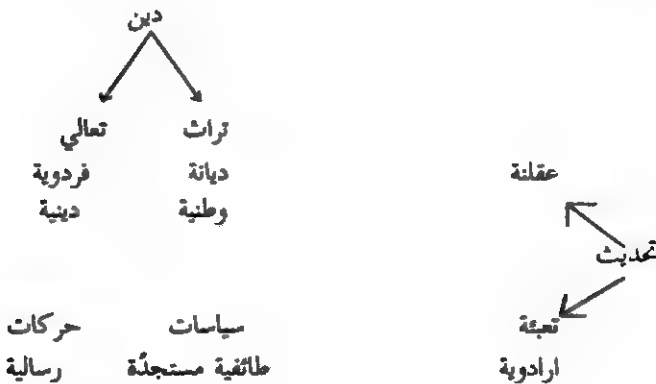 دين
تراث تعالي
عقلنة ديانة فردوية
وطنية دينية
تحديث
تعبئة سياسات حركات
ارادوية طائفية مستجدّة رسالية